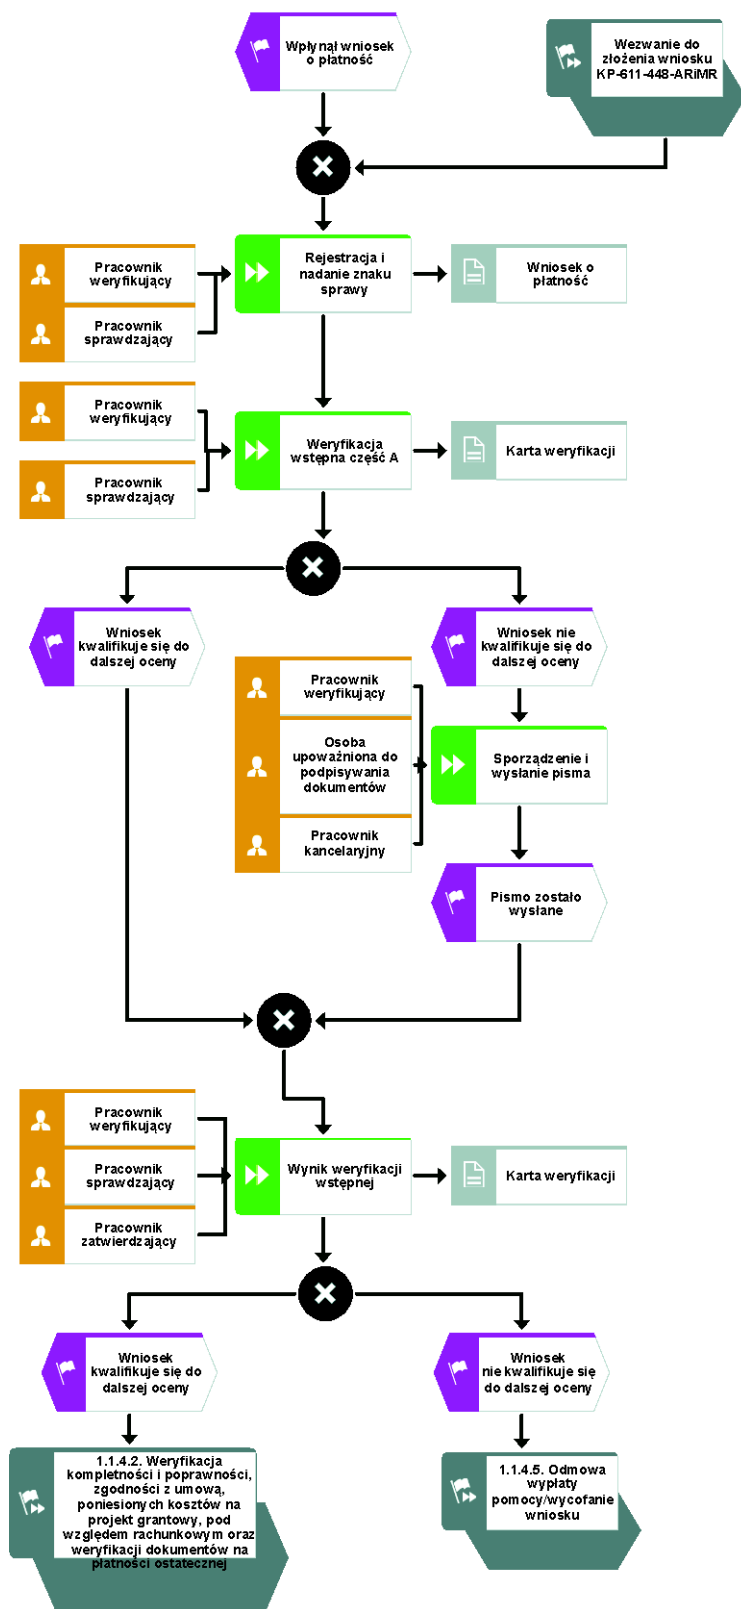 Wpłynął wniosek
o płatność
Wezwanie do
złożenia wniosku
KP-611-448-ARiMR
Pracownik
weryfikujący
Pracownik
sprawdzający
Rejestracja i
nadanie znaku
sprawy
Wniosek o
płatność
Pracownik
weryfikujący
Pracownik
sprawdzający
Weryfikacja
wstępna część A
Karta weryfikacji
Wniosek
kwalifikuje się do
dalszej oceny
Wniosek nie
kwalifikuje się do
dalszej oceny
Pracownik
weryfikujący
Osoba
upoważniona do
podpisywania
dokumentów
Pracownik
kancelaryjny
Sporządzenie i
wysłanie pisma
Pismo zostało
wysłane
Pracownik
weryfikujący
Pracownik
sprawdzający
Pracownik
zatwierdzający
Wynik weryfikacji
wstępnej
Karta weryfikacji
Wniosek
kwalifikuje się do
dalszej oceny
Wniosek
nie kwalifikuje się
do dalszej oceny
1.1.4.2. Weryfikacja
kompletności i poprawności,
zgodności z umową,
poniesionych kosztów na
projekt grantowy, pod
względem rachunkowym oraz
weryfikacji dokumentów na
płatności ostatecznej
1.1.4.5. Odmowa
wypłaty
pomocy/wycofanie
wniosku